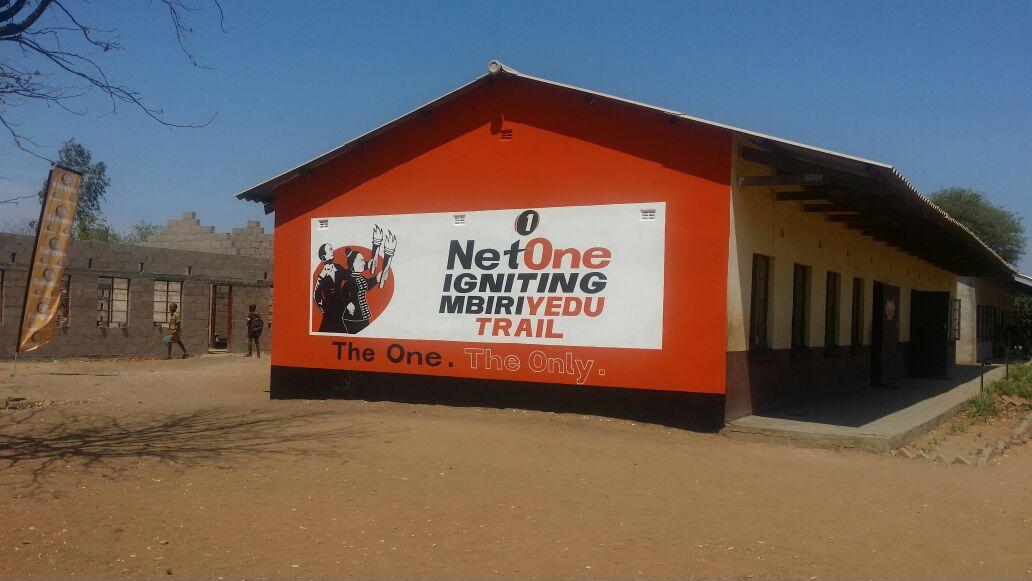 1
NetOne
IGNITING
MBIRIYEDU
TRAIL
The One. The Only.